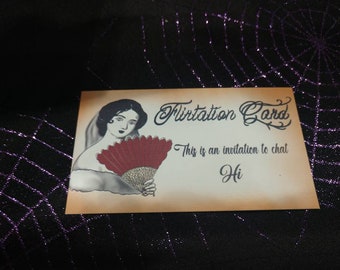 Flirtation Card
This is an invitation to chat
Hi